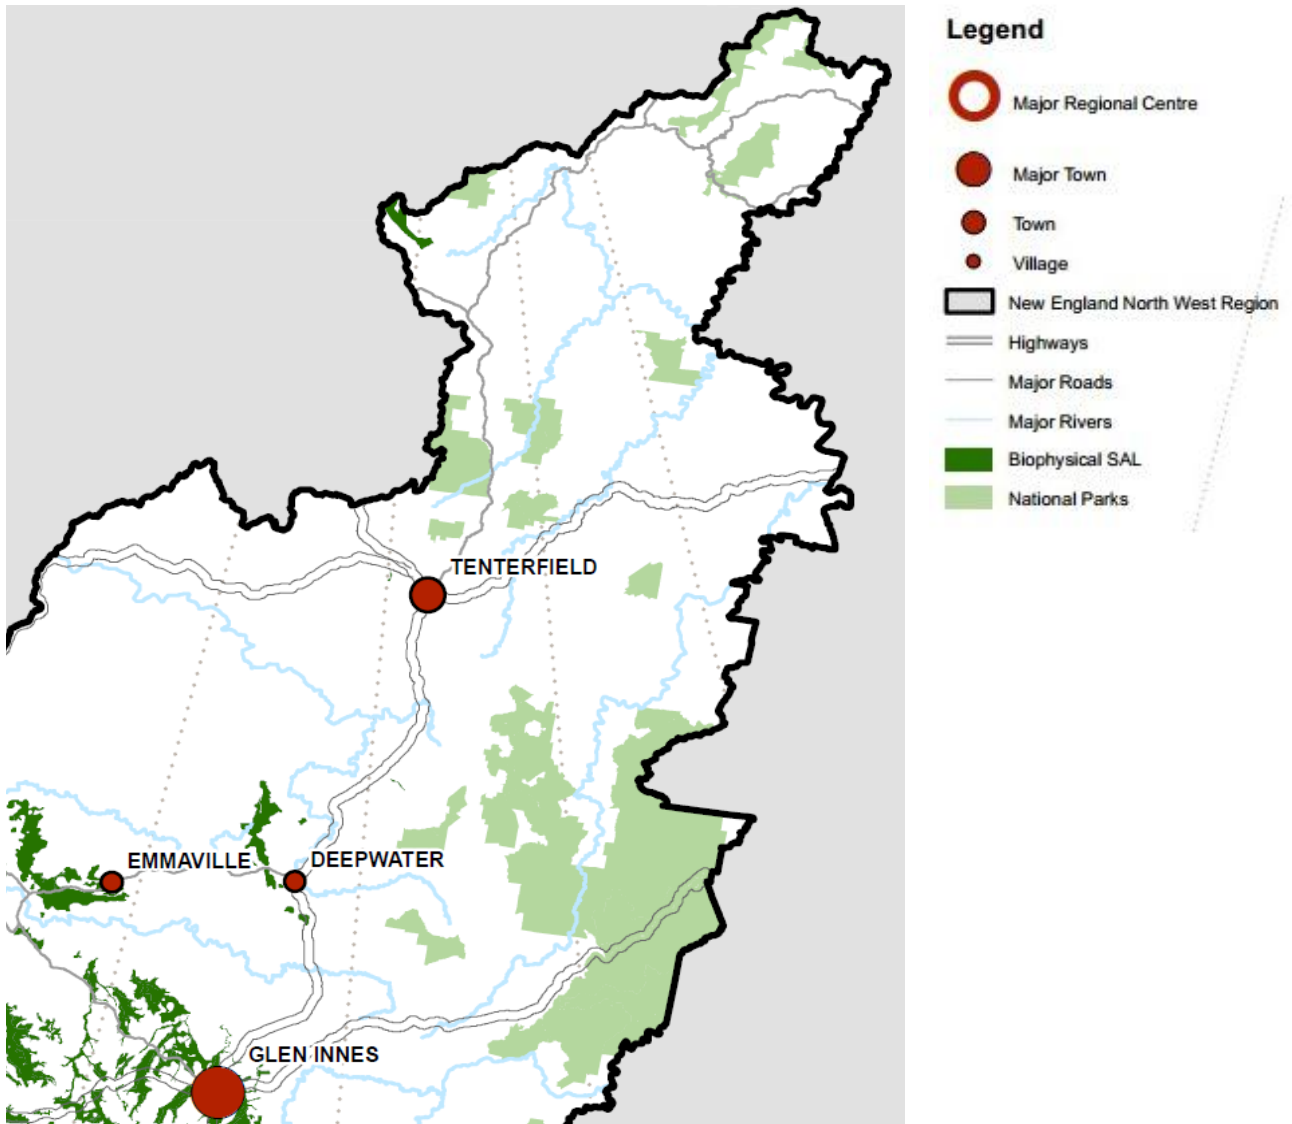 Legend
Major Regional Centre
Major Town
Town
Village
New England North West Region
Highways
Major Roads
Major Rivers
Biophysical SAL
National Parks
TENTERFIELD
EMMAVILLE
DEEPWATER
GLEN INNES